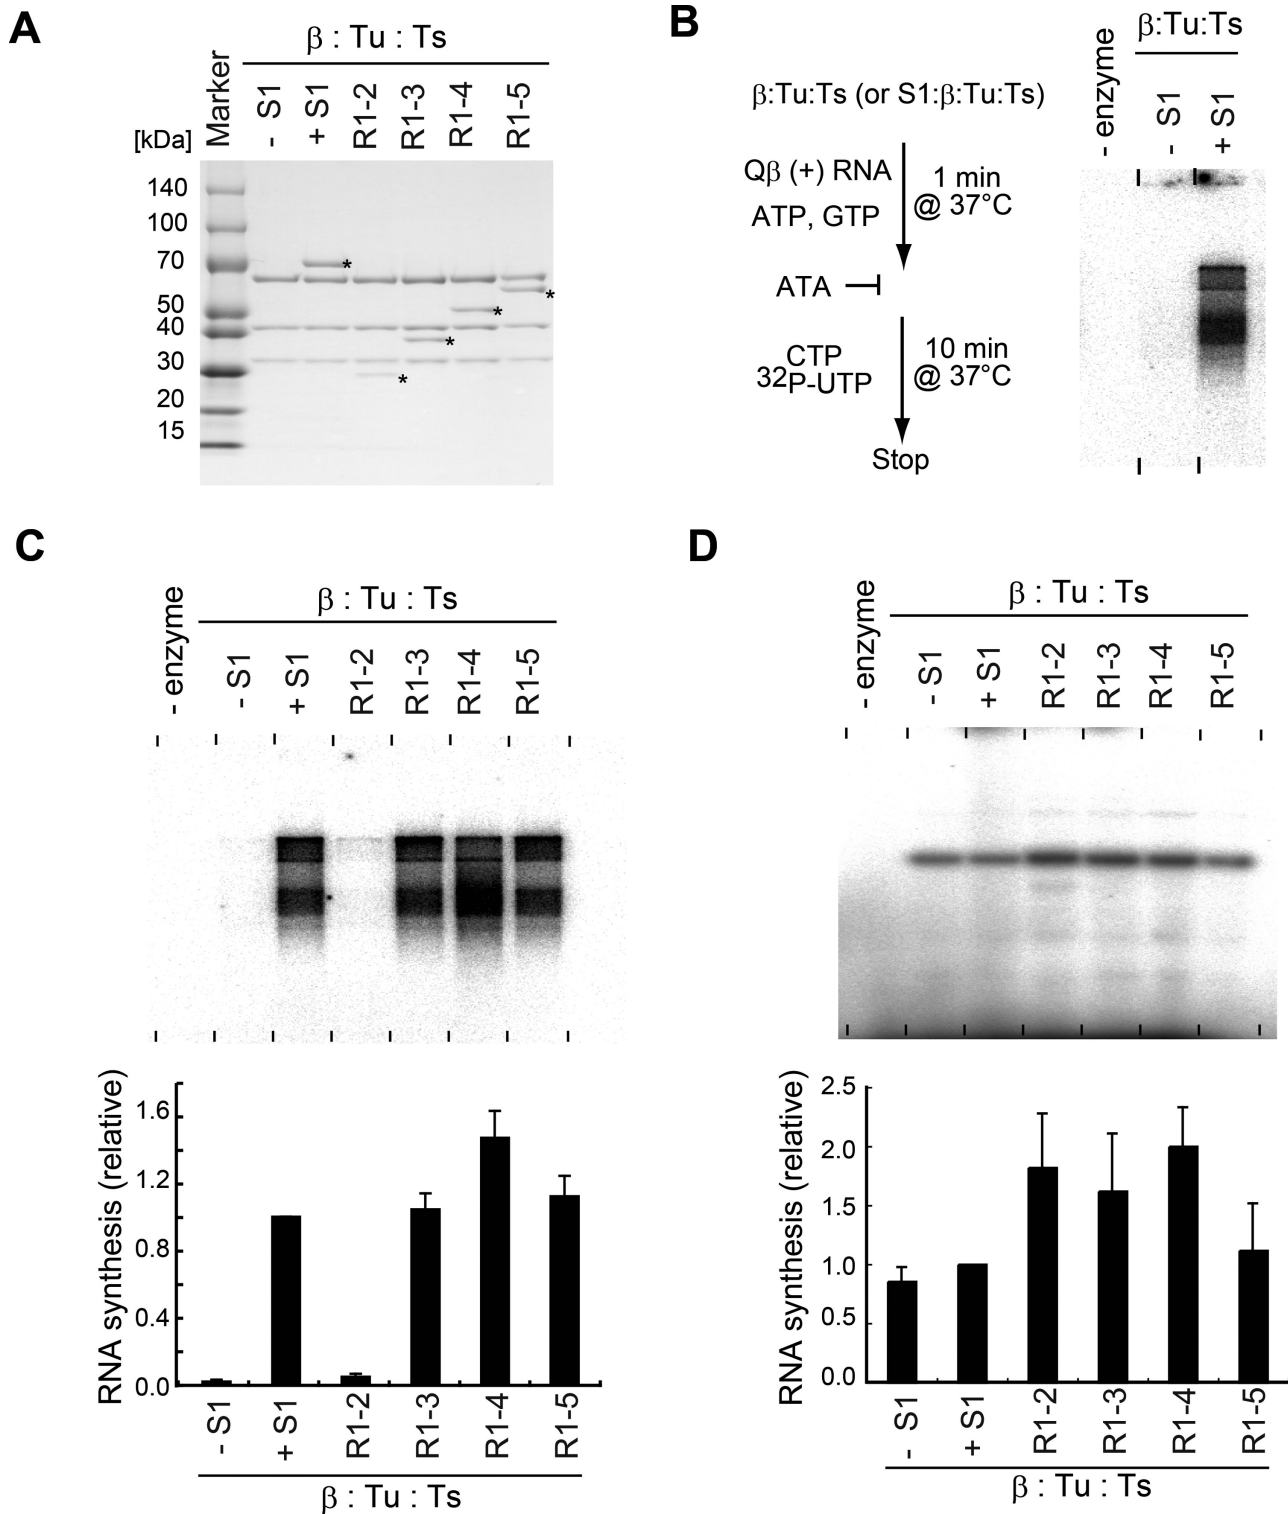 A
β : Tu : Ts
Marker
- S1
+ S1
R1-2
R1-3
R1-4
R1-5
[kDa]
140
100
70
50
40
30
20
15
*
*
*
*
*
B
β:Tu:Ts (or S1:β:Tu:Ts)
Qβ (+) RNA
ATP, GTP
1 min
@ 37°C
ATA
CTP
32P-UTP
10 min
@ 37°C
Stop
β:Tu:Ts
- enzyme
- S1
+ S1
C
β : Tu : Ts
- enzyme
- S1
+ S1
R1-2
R1-3
R1-4
R1-5
RNA synthesis (relative)
1.6
1.2
0.8
0.4
0.0
- S1
+ S1
R1-2
R1-3
R1-4
R1-5
β : Tu : Ts
D
β : Tu : Ts
- enzyme
- S1
+ S1
R1-2
R1-3
R1-4
R1-5
RNA synthesis (relative)
2.5
2.0
1.5
1.0
0.5
0.0
- S1
+ S1
R1-2
R1-3
R1-4
R1-5
β : Tu : Ts